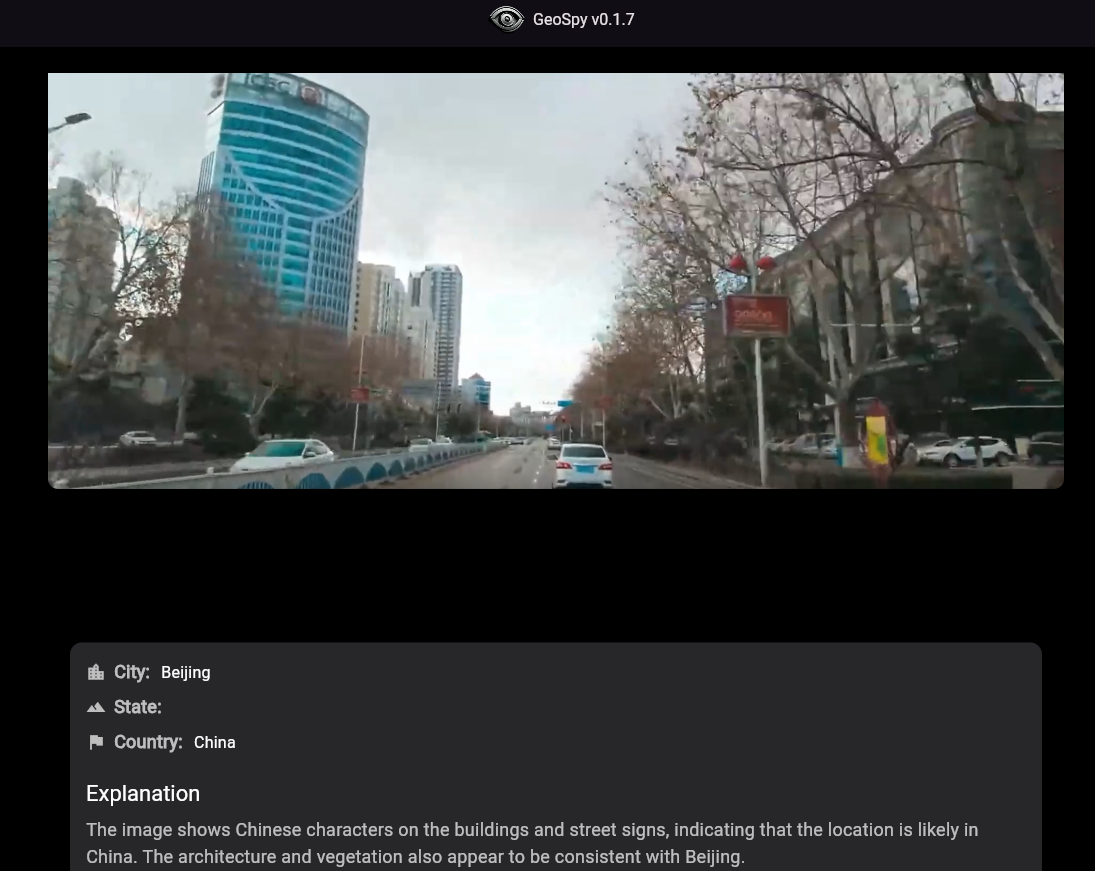 GeoSpy v0.1.7
City: Beijing
State:
Country: China
Explanation
The image shows Chinese characters on the buildings and street signs, indicating that the location is likely in
China. The architecture and vegetation also appear to be consistent with Beijing.